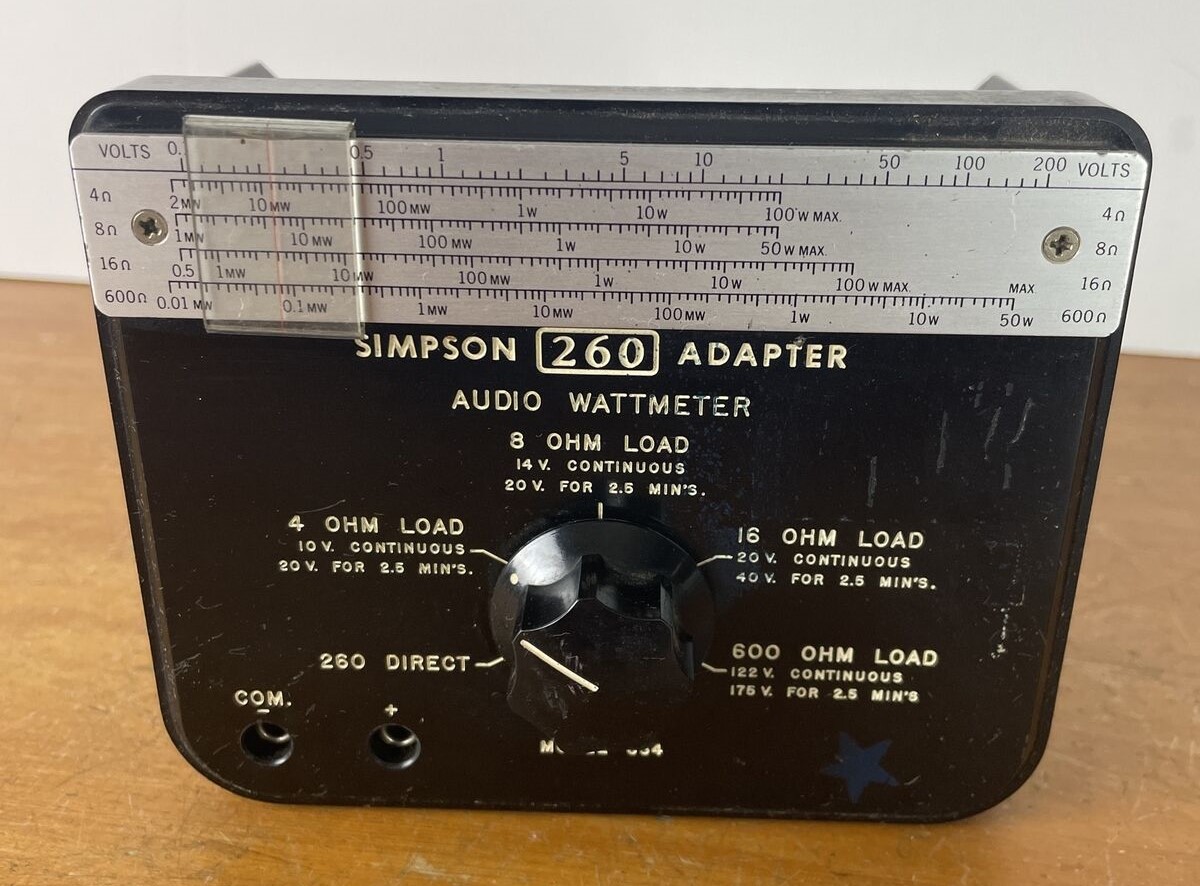 VOLTS 0. 0.5 1 5 10 50 100 200 VOLTS
4Ω 2MW 10MW 100MW 1W 10W 100W MAX. 4Ω
8Ω 1MW 10MW 100MW 1W 10W 50W MAX. 8Ω
16Ω 0.5 1MW 10MW 100MW 1W 10W 100W MAX. MAX 16Ω
600Ω 0.01MW 0.1MW 1MW 10MW 100MW 1W 10W 50W 600Ω
SIMPSON 260 ADAPTER
AUDIO WATTMETER
8 OHM LOAD
14 V. CONTINUOUS
20 V. FOR 2.5 MIN'S.
4 OHM LOAD
10 V. CONTINUOUS
20 V. FOR 2.5 MIN'S.
16 OHM LOAD
20 V. CONTINUOUS
40 V. FOR 2.5 MIN'S.
260 DIRECT
600 OHM LOAD
122 V. CONTINUOUS
175 V. FOR 2.5 MIN'S
COM.
- +